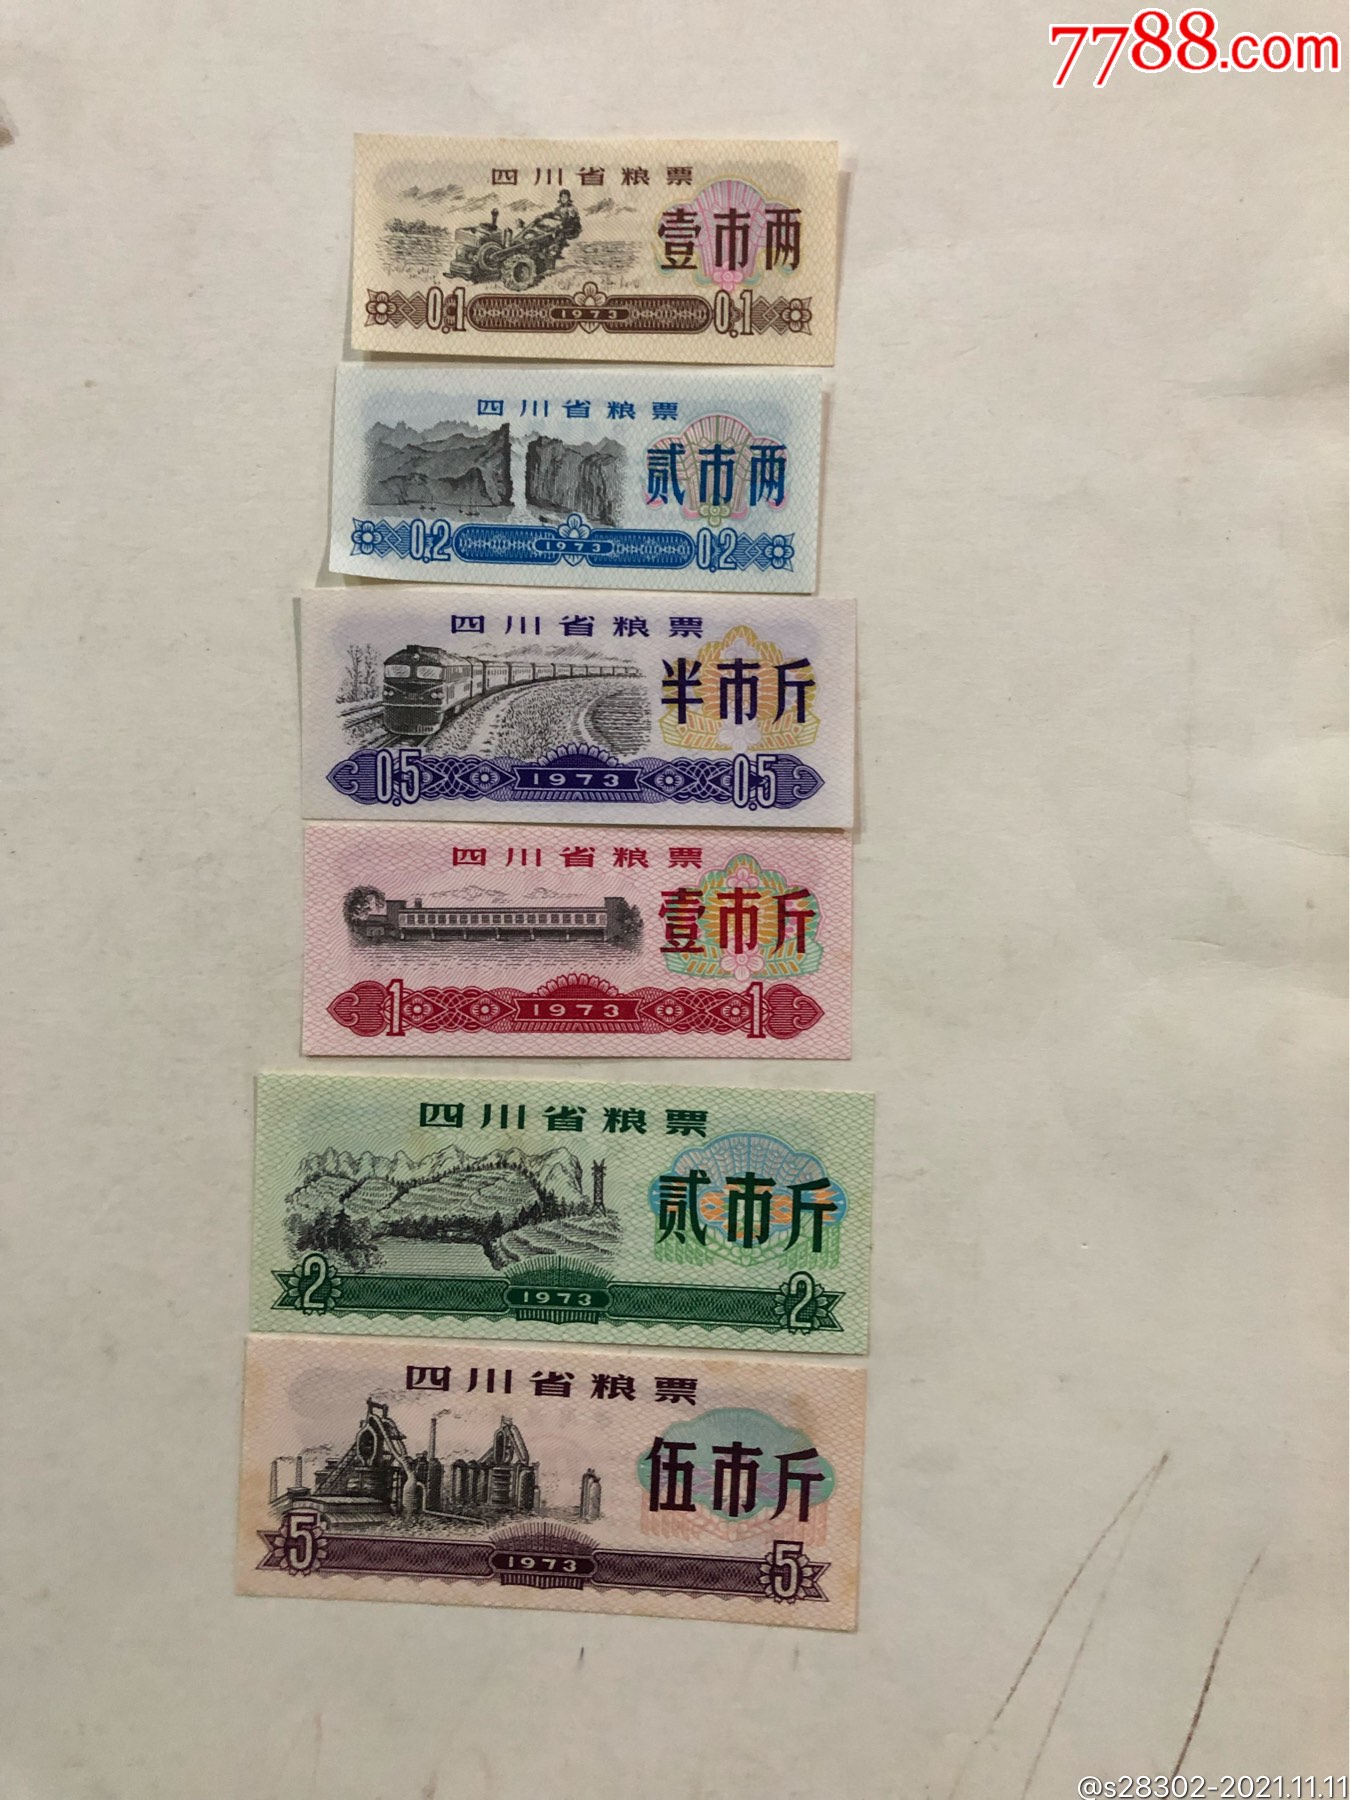 7788.com
四川省粮票
壹市两
0.1 1973 0.1
四川省粮票
贰市两
0.2 1973 0.2
四川省粮票
半市斤
0.5 1973 0.5
四川省粮票
壹市斤
1 1973 1
四川省粮票
贰市斤
2 1973 2
四川省粮票
伍市斤
5 1973 5
@s28302-2021.11.11